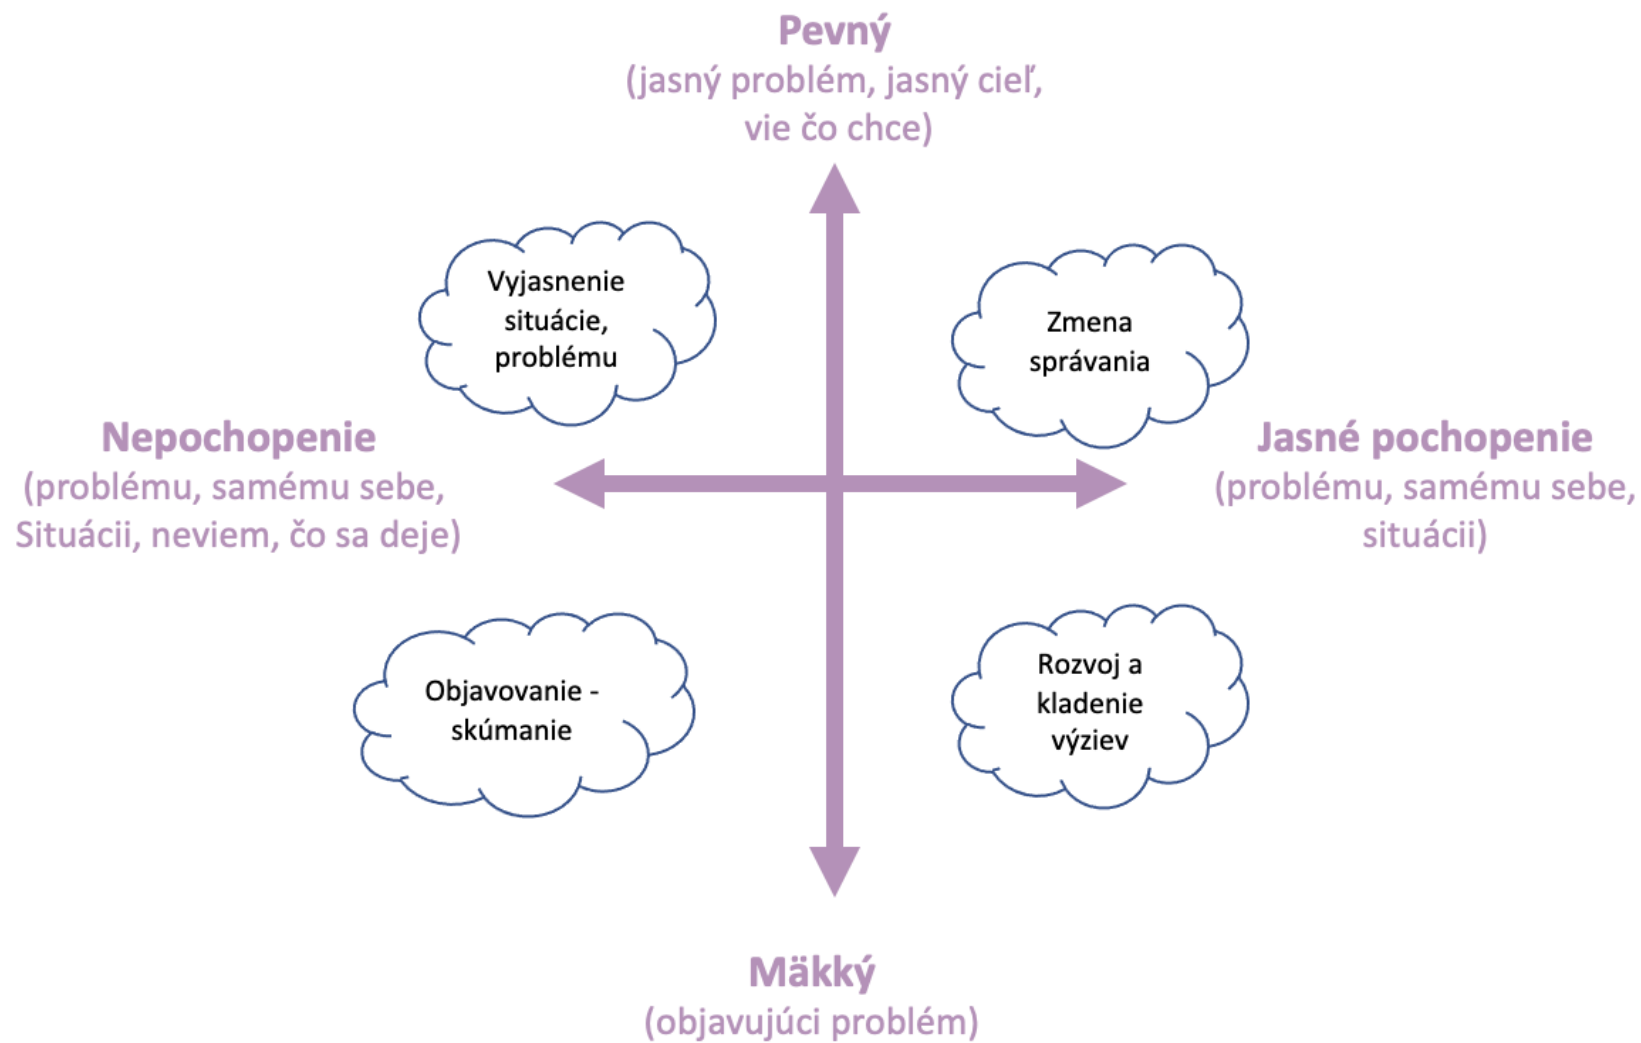 Pevný
(jasný problém, jasný cieľ,
vie čo chce)
Vyjasnenie
situácie,
problému
Zmena
správania
Nepochopenie
(problému, samému sebe,
Situácii, neviem, čo sa deje)
Jasné pochopenie
(problému, samému sebe,
situácii)
Objavovanie -
skúmanie
Rozvoj a
kladenie
výziev
Mäkký
(objavujúci problém)